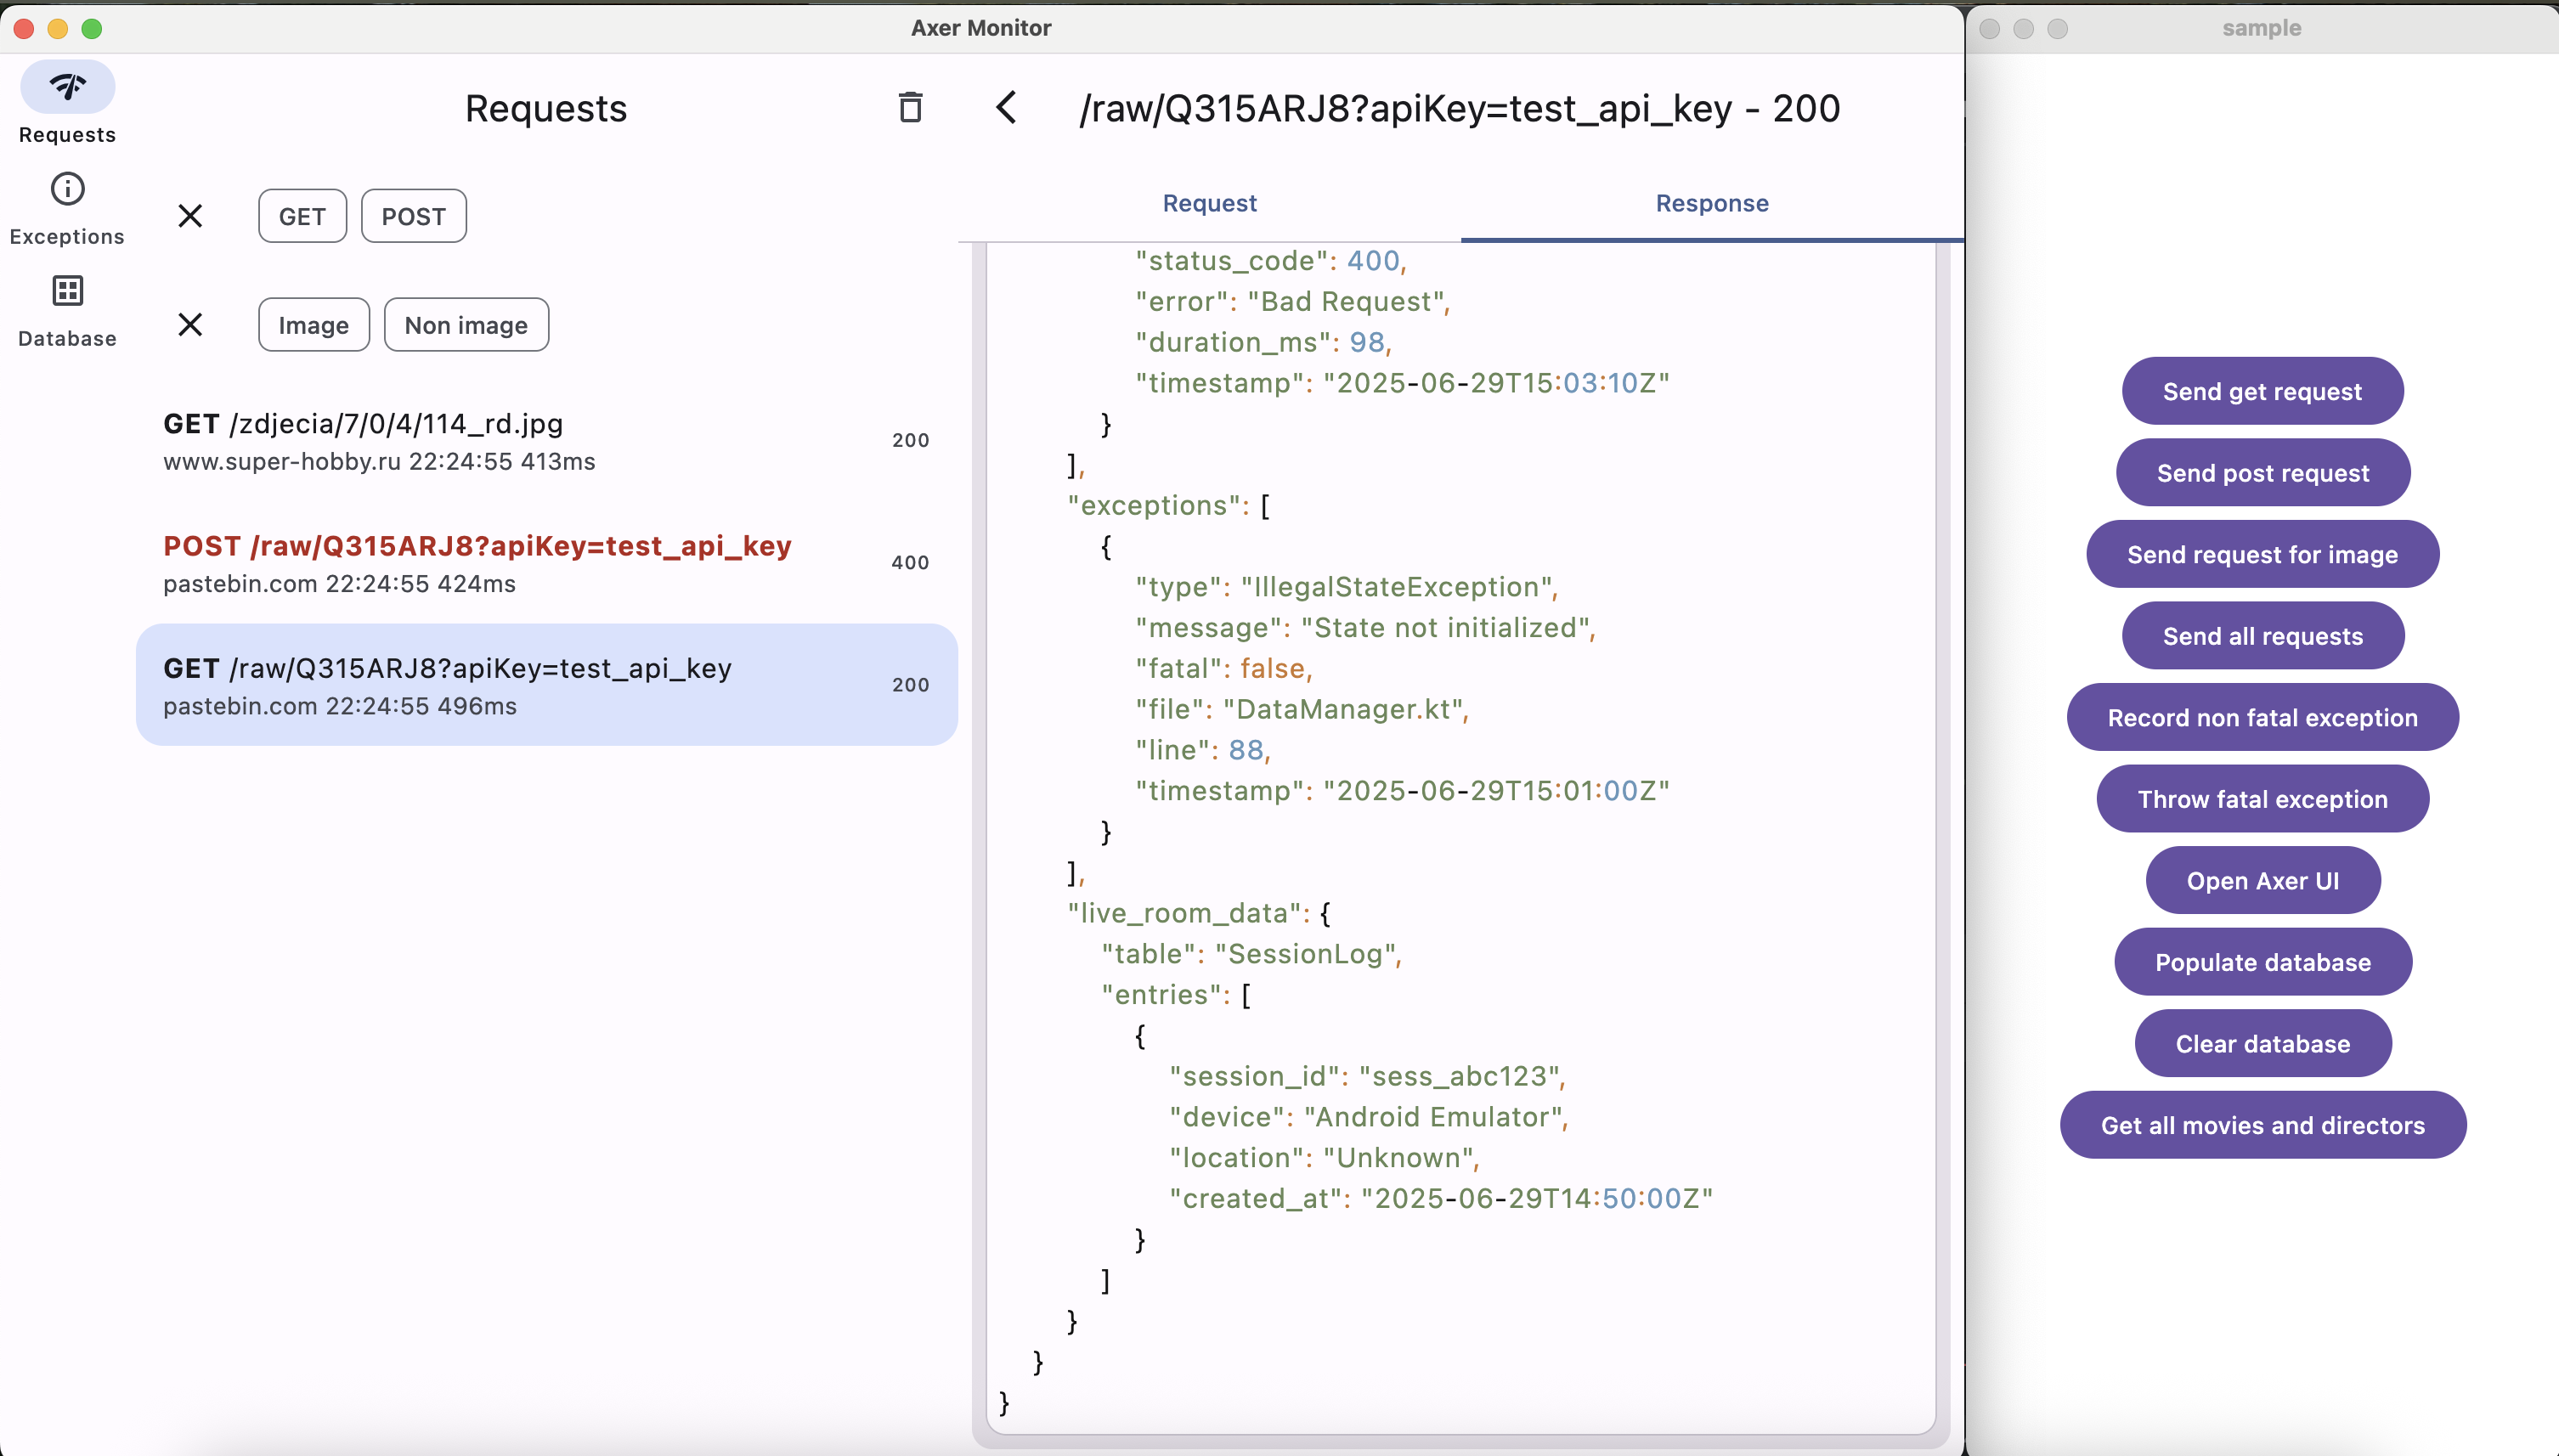 Axer Monitor
Requests
Exceptions
Database
Requests
GET POST
Image Non image
GET /zdjecia/7/0/4/114_rd.jpg
www.super-hobby.ru 22:24:55 413ms
200
POST /raw/Q315ARJ8?apiKey=test_api_key
pastebin.com 22:24:55 424ms
400
GET /raw/Q315ARJ8?apiKey=test_api_key
pastebin.com 22:24:55 496ms
200
/raw/Q315ARJ8?apiKey=test_api_key - 200
Request Response
"status_code": 400,
"error": "Bad Request",
"duration_ms": 98,
"timestamp": "2025-06-29T15:03:10Z"
}
],
"exceptions": [
{
"type": "IllegalStateException",
"message": "State not initialized",
"fatal": false,
"file": "DataManager.kt",
"line": 88,
"timestamp": "2025-06-29T15:01:00Z"
}
],
"live_room_data": {
"table": "SessionLog",
"entries": [
{
"session_id": "sess_abc123",
"device": "Android Emulator",
"location": "Unknown",
"created_at": "2025-06-29T14:50:00Z"
}
]
}
}
}
sample
Send get request
Send post request
Send request for image
Send all requests
Record non fatal exception
Throw fatal exception
Open Axer UI
Populate database
Clear database
Get all movies and directors